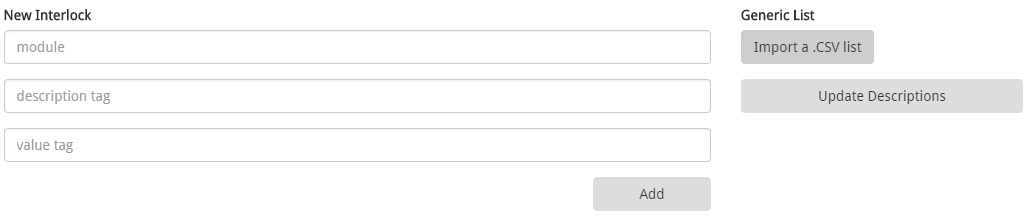 New Interlock
module
description tag
value tag
Add
Generic List
Import a .CSV list
Update Descriptions